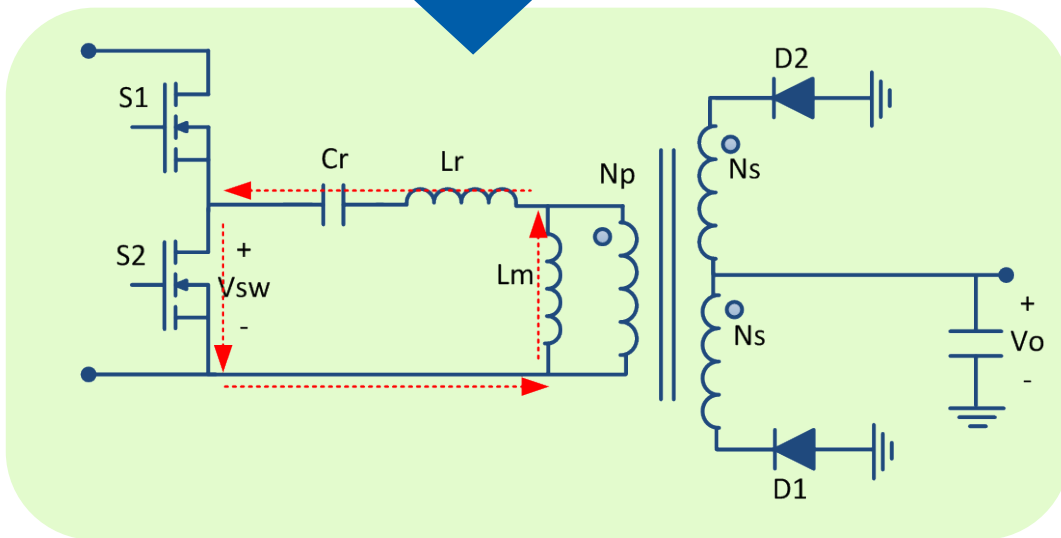 D2
S1
Cr
Lr
Np
Ns
S2
+
Vsw
-
Lm
Ns
+
Vo
-
D1